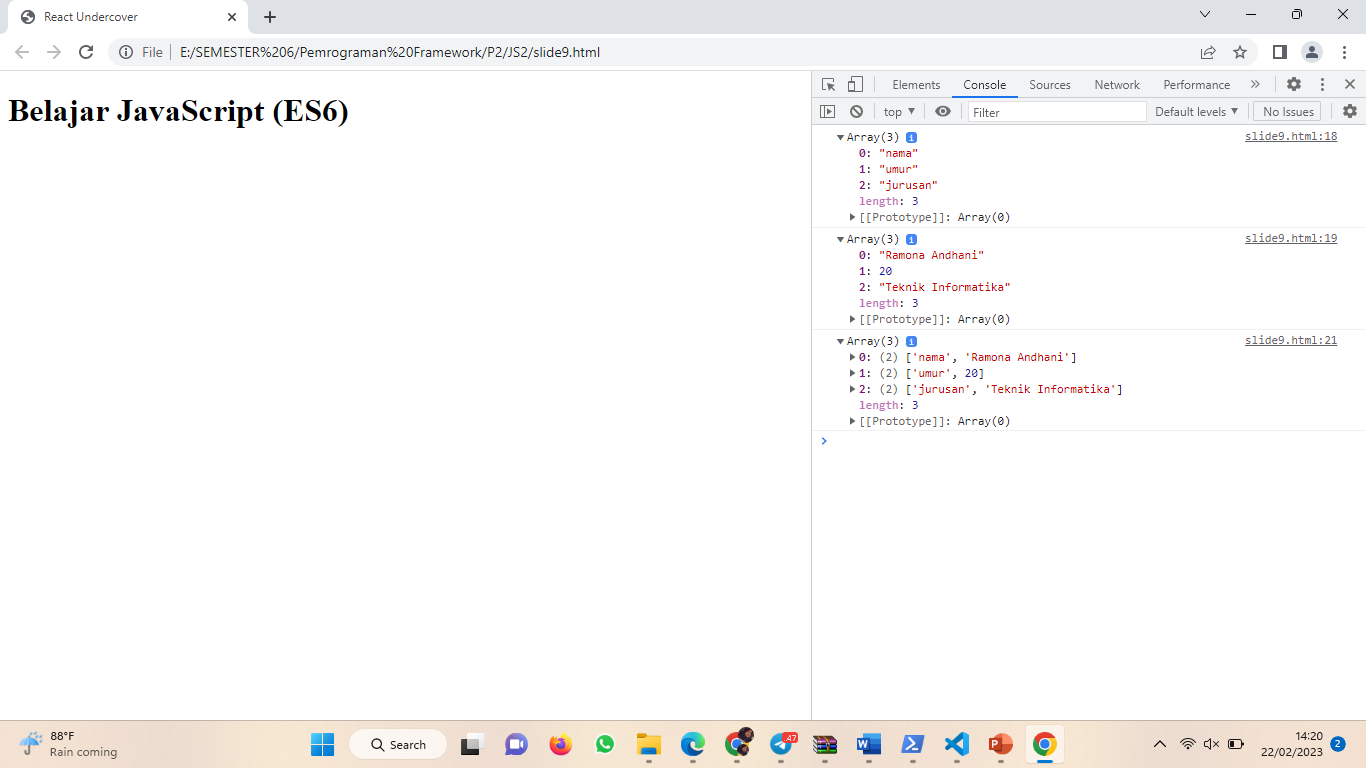 React Undercover
File
E:/SEMESTER%206/Pemrograman%20Framework/P2/JS2/slide9.html
Belajar JavaScript (ES6)
Elements Console Sources Network Performance
top Filter Default levels No Issues
Array(3) i slide9.html:18
0: "nama"
1: "umur"
2: "jurusan"
length: 3
[[Prototype]]: Array(0)
Array(3) i slide9.html:19
0: "Ramona Andhani"
1: 20
2: "Teknik Informatika"
length: 3
[[Prototype]]: Array(0)
Array(3) i slide9.html:21
0: (2) ['nama', 'Ramona Andhani']
1: (2) ['umur', 20]
2: (2) ['jurusan', 'Teknik Informatika']
length: 3
[[Prototype]]: Array(0)
88°F
Rain coming
Search
47
14:20
22/02/2023
2